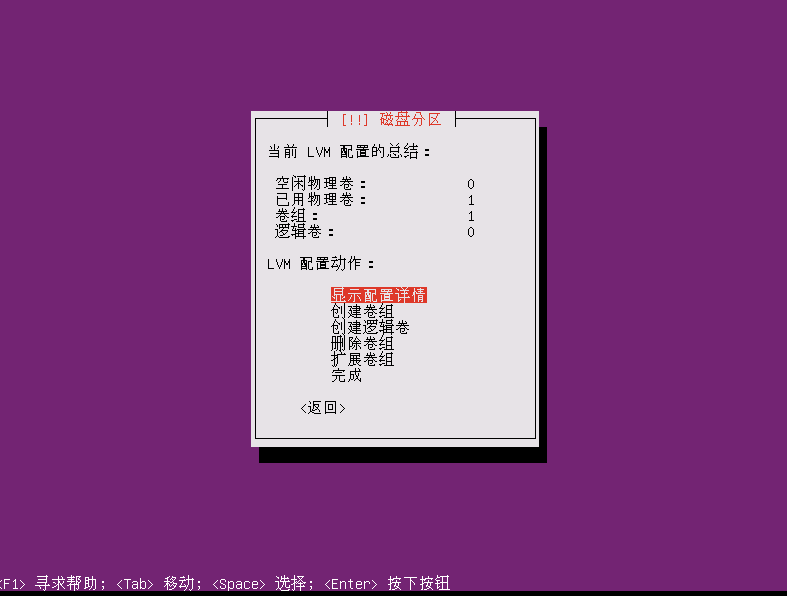 [!!] 磁盘分区
当前 LVM 配置的总结：
空闲物理卷： 0
已用物理卷： 1
卷组： 1
逻辑卷： 0
LVM 配置动作：
显示配置详情
创建卷组
创建逻辑卷
删除卷组
扩展卷组
完成
<返回>
<F1> 寻求帮助; <Tab> 移动; <Space> 选择; <Enter> 按下按钮